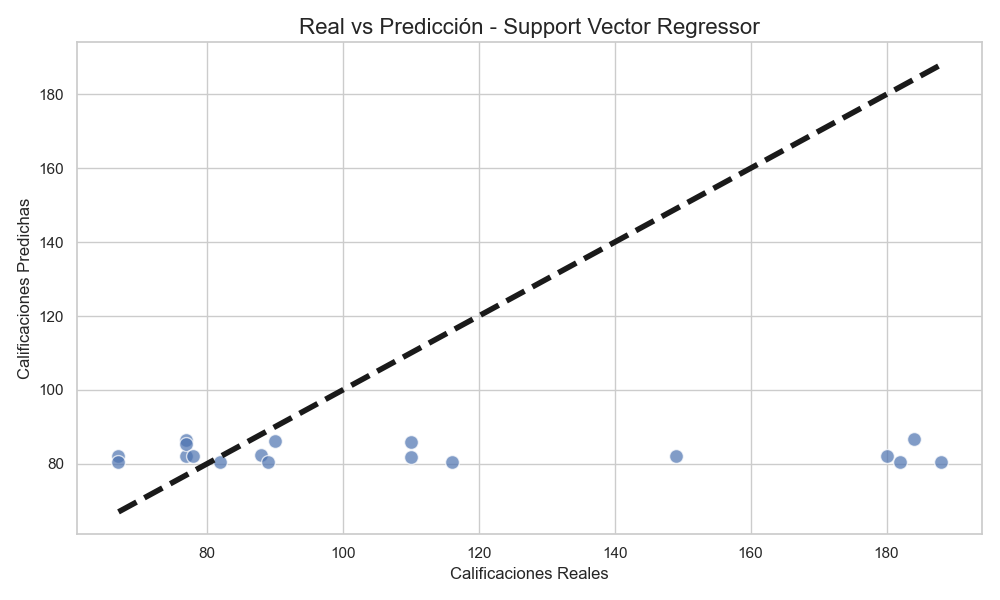 Real vs Predicción - Support Vector Regressor
Calificaciones Predichas
180
160
140
120
100
80
80 100 120 140 160 180
Calificaciones Reales